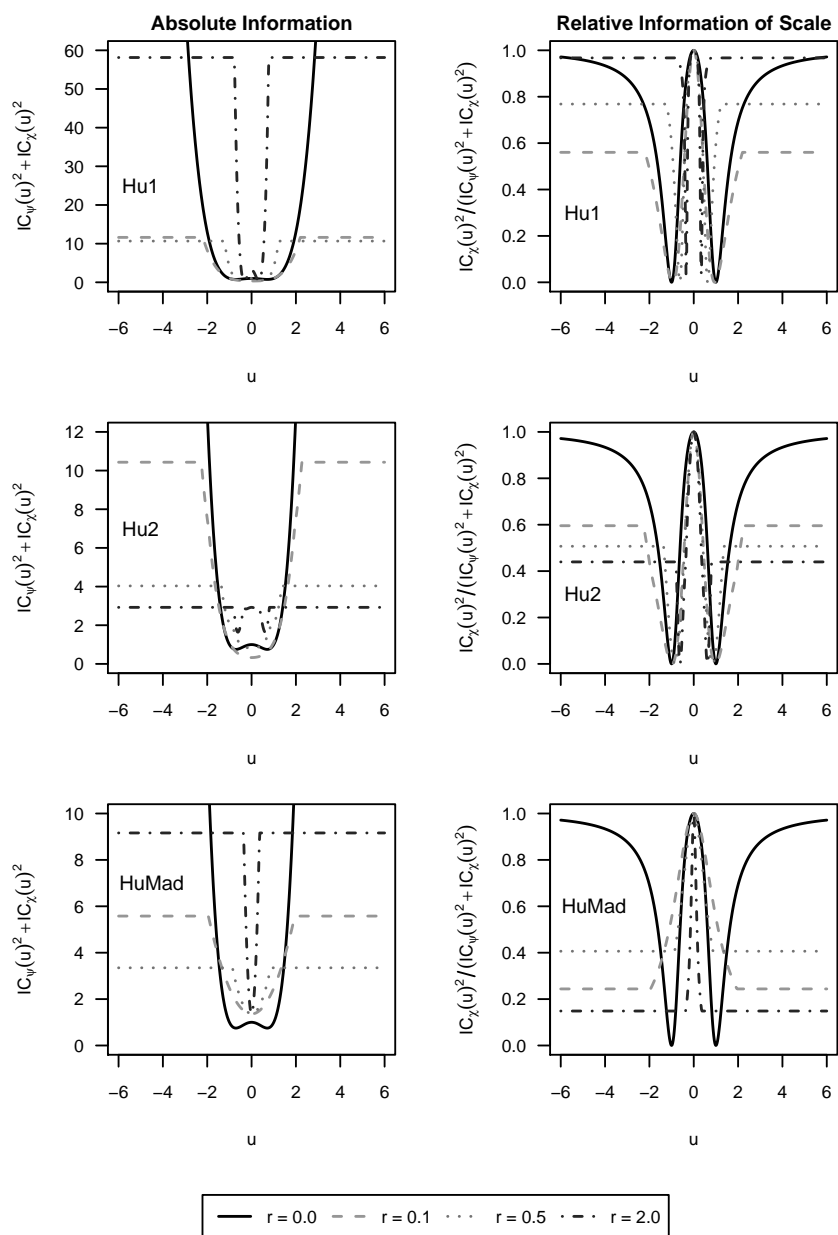 Absolute Information
Relative Information of Scale
IC_ψ(u)² + IC_χ(u)²
60
50
40
30
20
10
0
Hu1
−6 −4 −2 0 2 4 6
u
IC_χ(u)²/(IC_ψ(u)² + IC_χ(u)²)
1.0
0.8
0.6
0.4
0.2
0.0
Hu1
−6 −4 −2 0 2 4 6
u
IC_ψ(u)² + IC_χ(u)²
12
10
8
6
4
2
0
Hu2
−6 −4 −2 0 2 4 6
u
IC_χ(u)²/(IC_ψ(u)² + IC_χ(u)²)
1.0
0.8
0.6
0.4
0.2
0.0
Hu2
−6 −4 −2 0 2 4 6
u
IC_ψ(u)² + IC_χ(u)²
10
8
6
4
2
0
HuMad
−6 −4 −2 0 2 4 6
u
IC_χ(u)²/(IC_ψ(u)² + IC_χ(u)²)
1.0
0.8
0.6
0.4
0.2
0.0
HuMad
−6 −4 −2 0 2 4 6
u
r = 0.0 r = 0.1 r = 0.5 r = 2.0